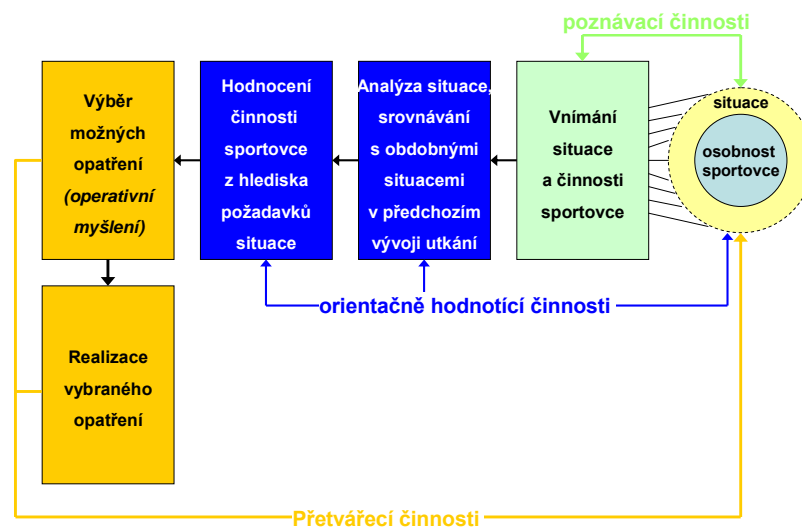 poznávací činnosti
Výběr
možných
opatření
(operativní
myšlení)
Hodnocení
činnosti
sportovce
z hlediska
požadavků
situace
Analýza situace,
srovnávání
s obdobnými
situacemi
v předchozím
vývoji utkání
Vnímání
situace
a činnosti
sportovce
situace
osobnost
sportovce
orientačně hodnotící činnosti
Realizace
vybraného
opatření
Přetvářecí činnosti